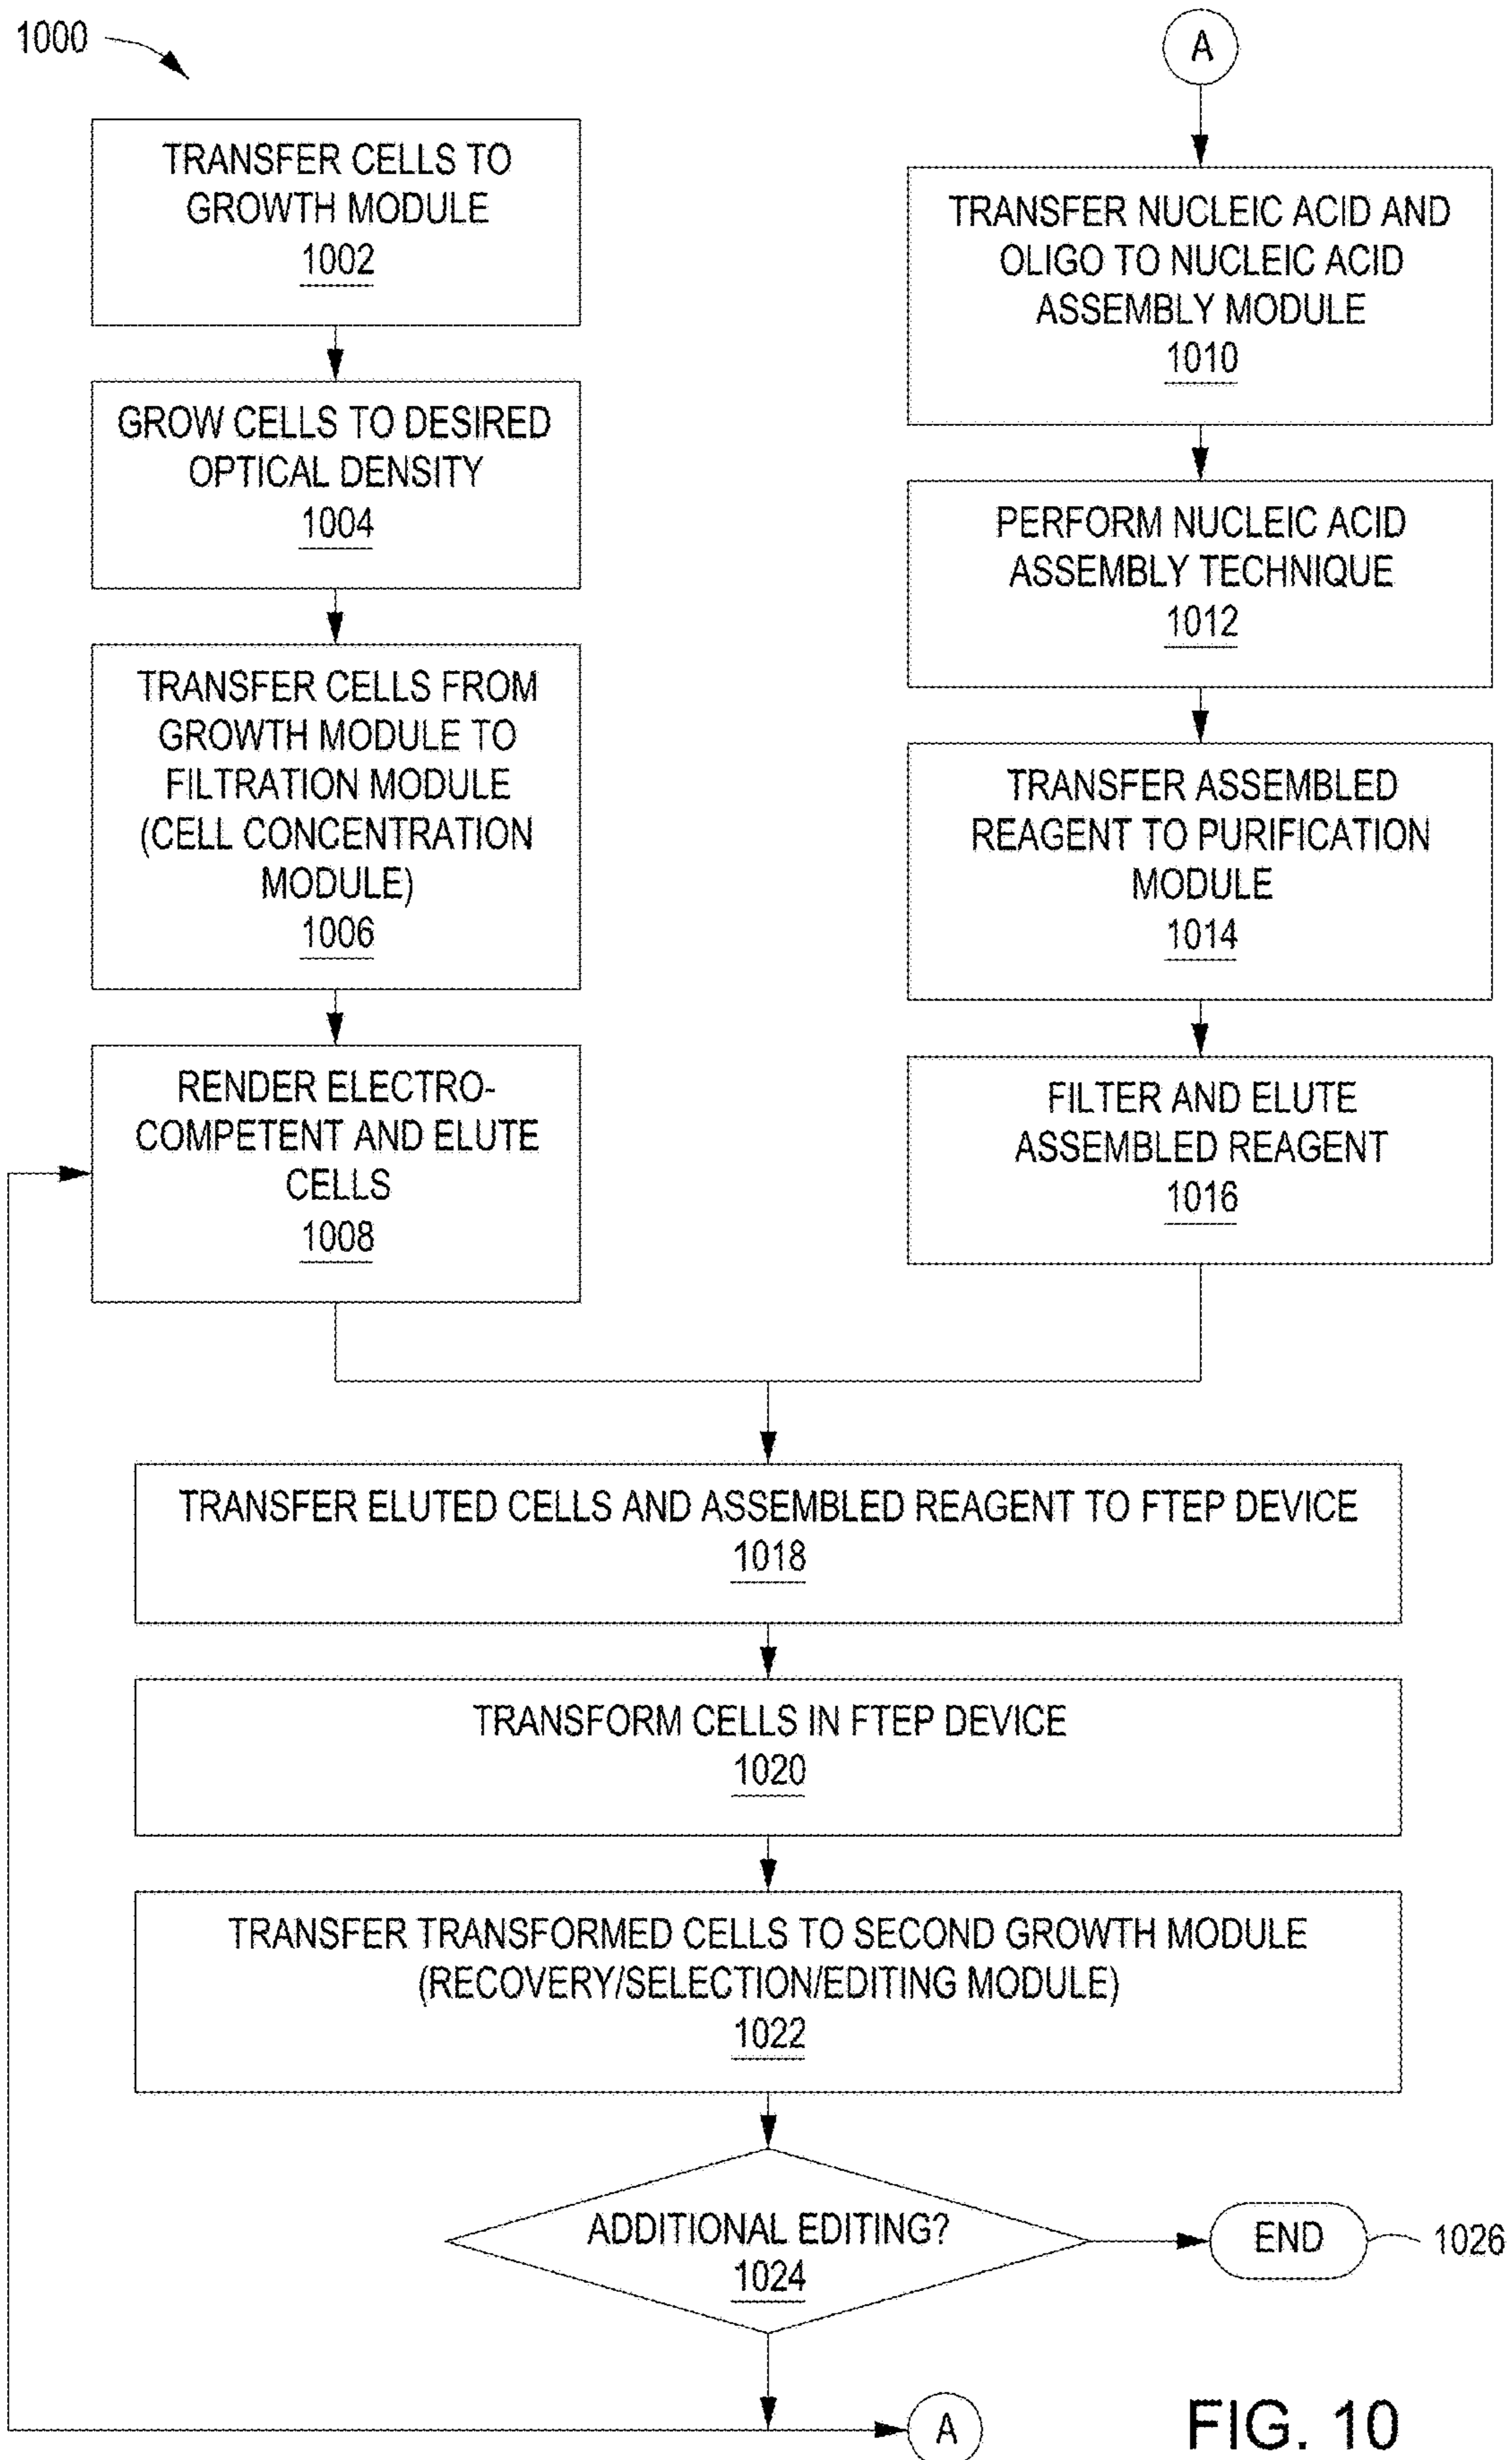 1000
TRANSFER CELLS TO
GROWTH MODULE
1002
GROW CELLS TO DESIRED
OPTICAL DENSITY
1004
TRANSFER CELLS FROM
GROWTH MODULE TO
FILTRATION MODULE
(CELL CONCENTRATION
MODULE)
1006
RENDER ELECTRO-
COMPETENT AND ELUTE
CELLS
1008
A
TRANSFER NUCLEIC ACID AND
OLIGO TO NUCLEIC ACID
ASSEMBLY MODULE
1010
PERFORM NUCLEIC ACID
ASSEMBLY TECHNIQUE
1012
TRANSFER ASSEMBLED
REAGENT TO PURIFICATION
MODULE
1014
FILTER AND ELUTE
ASSEMBLED REAGENT
1016
TRANSFER ELUTED CELLS AND ASSEMBLED REAGENT TO FTEP DEVICE
1018
TRANSFORM CELLS IN FTEP DEVICE
1020
TRANSFER TRANSFORMED CELLS TO SECOND GROWTH MODULE
(RECOVERY/SELECTION/EDITING MODULE)
1022
ADDITIONAL EDITING?
1024
END
1026
A
FIG. 10